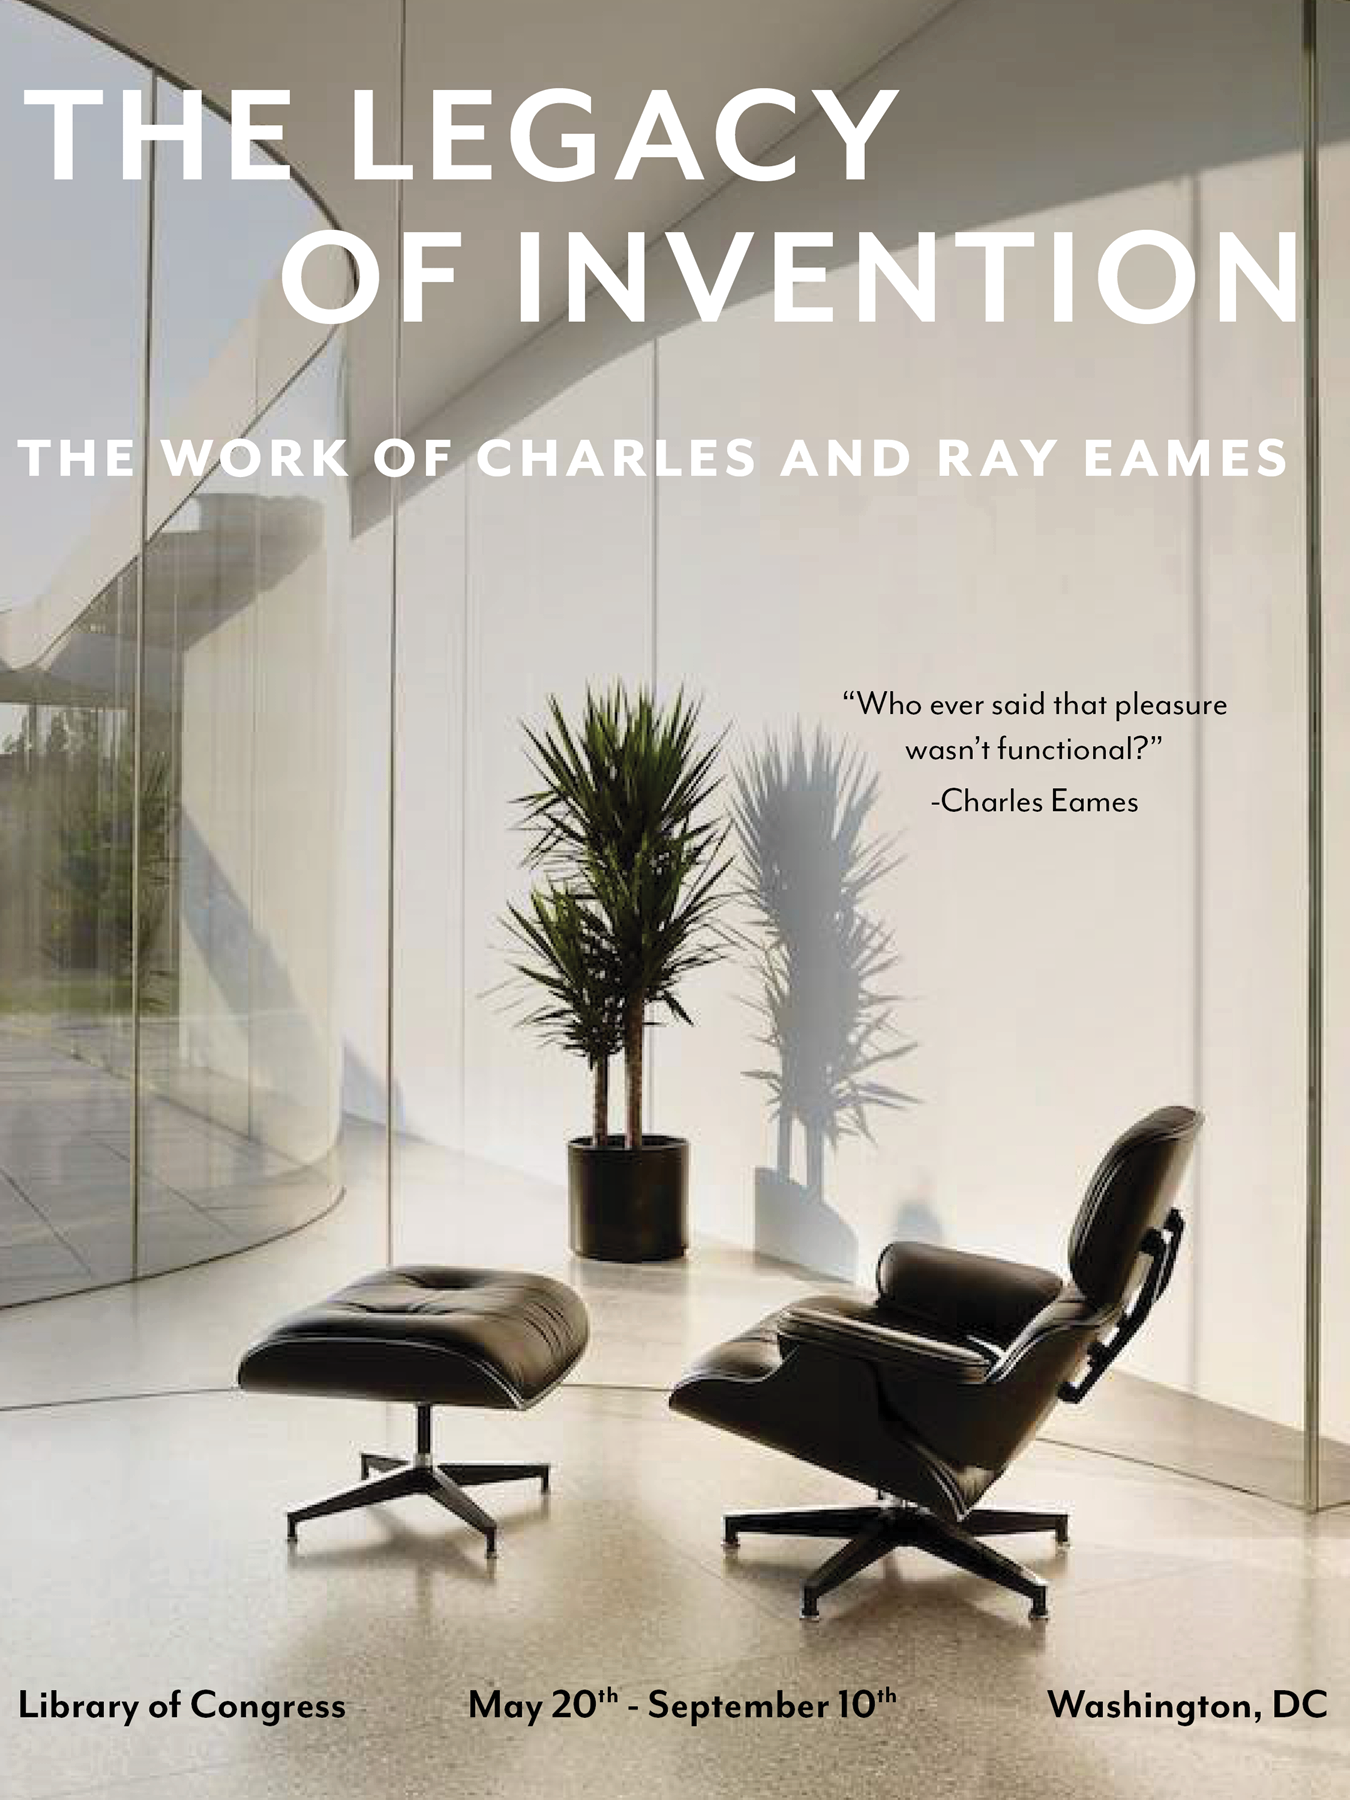 THE LEGACY
OF INVENTION
THE WORK OF CHARLES AND RAY EAMES
“Who ever said that pleasure
wasn’t functional?”
-Charles Eames
Library of Congress May 20th - September 10th Washington, DC